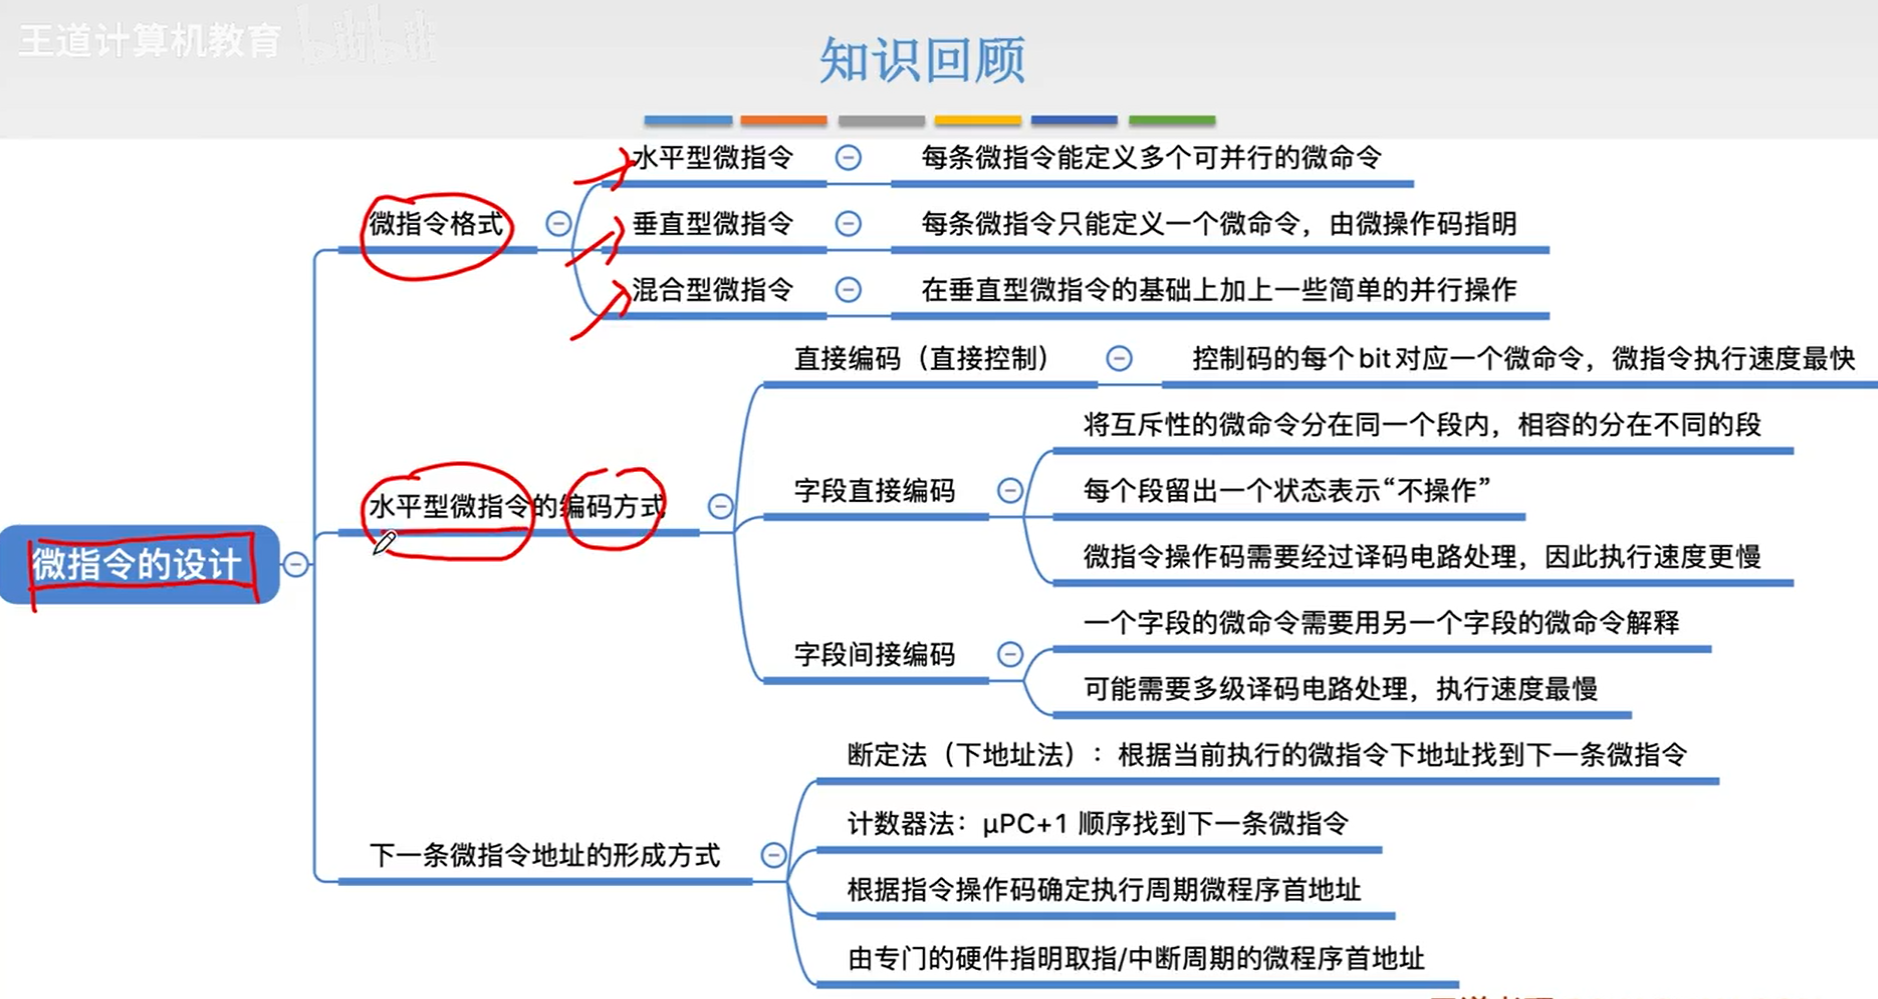 王道计算机教育 bilibili
知识回顾
水平型微指令
每条微指令能定义多个可并行的微命令
微指令格式
垂直型微指令
每条微指令只能定义一个微命令，由微操作码指明
混合型微指令
在垂直型微指令的基础上加上一些简单的并行操作
直接编码（直接控制）
控制码的每个bit对应一个微命令，微指令执行速度最快
将互斥性的微命令分在同一个段内，相容的分在不同的段
水平型微指令的编码方式
字段直接编码
每个段留出一个状态表示“不操作”
微指令的设计
微指令操作码需要经过译码电路处理，因此执行速度更慢
一个字段的微命令需要用另一个字段的微命令解释
字段间接编码
可能需要多级译码电路处理，执行速度最慢
断定法（下地址法）：根据当前执行的微指令下地址找到下一条微指令
计数器法：μPC+1 顺序找到下一条微指令
下一条微指令地址的形成方式
根据指令操作码确定执行周期微程序首地址
由专门的硬件指明取指/中断周期的微程序首地址